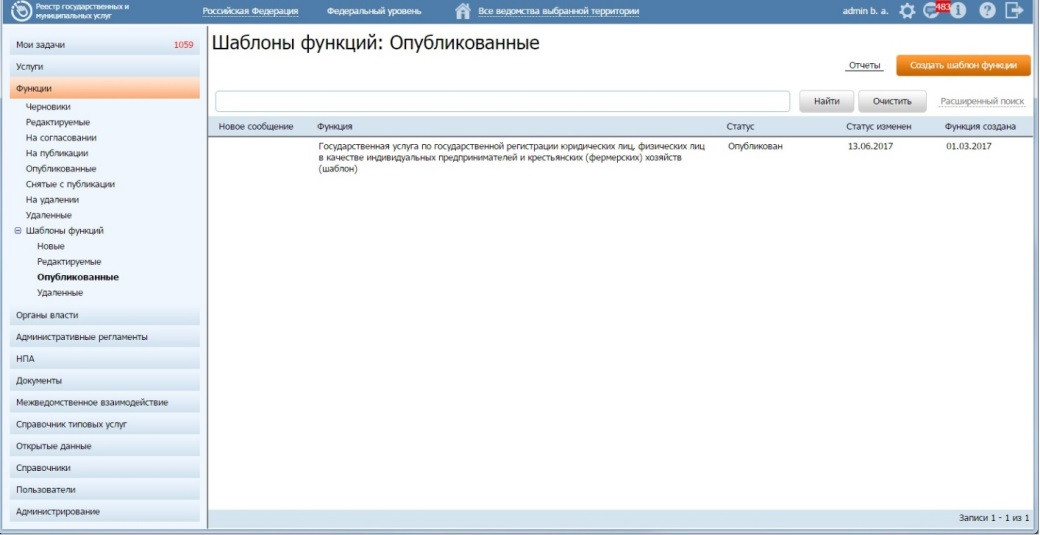 Реестр государственных и
муниципальных услуг
Российская Федерация
Федеральный уровень
Все ведомства выбранной территории
admin b. a.
483
Мои задачи 1059
Услуги
Функции
Черновики
Редактируемые
На согласовании
На публикации
Опубликованные
Снятые с публикации
На удалении
Удаленные
Шаблоны функций
Новые
Редактируемые
Опубликованные
Удаленные
Органы власти
Административные регламенты
НПА
Документы
Межведомственное взаимодействие
Справочник типовых услуг
Открытые данные
Справочники
Пользователи
Администрирование
Шаблоны функций: Опубликованные
Отчеты
Создать шаблон функции
Найти
Очистить
Расширенный поиск
Новое сообщение Функция Статус Статус изменен Функция создана
Государственная услуга по государственной регистрации юридических лиц, физических лиц Опубликован 13.06.2017 01.03.2017
в качестве индивидуальных предпринимателей и крестьянских (фермерских) хозяйств
(шаблон)
Записи 1 - 1 из 1